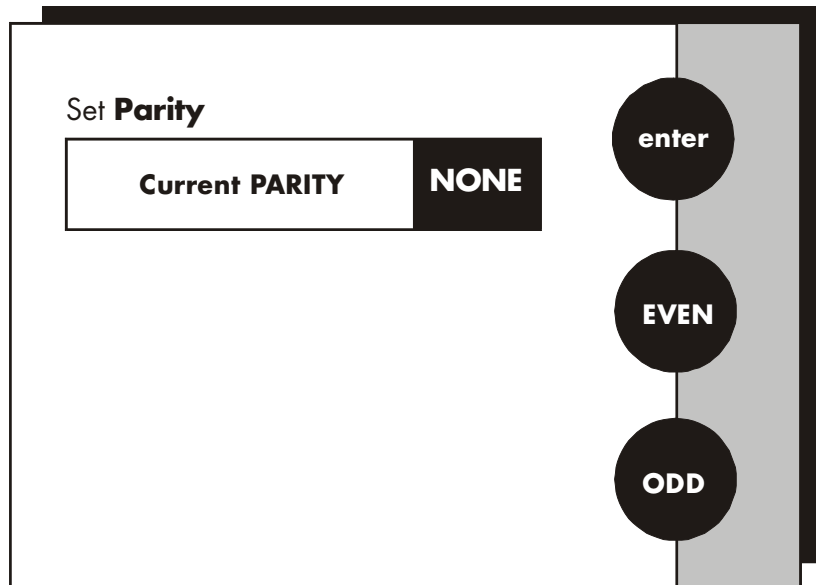 Set Parity
Current PARITY NONE
enter
EVEN
ODD